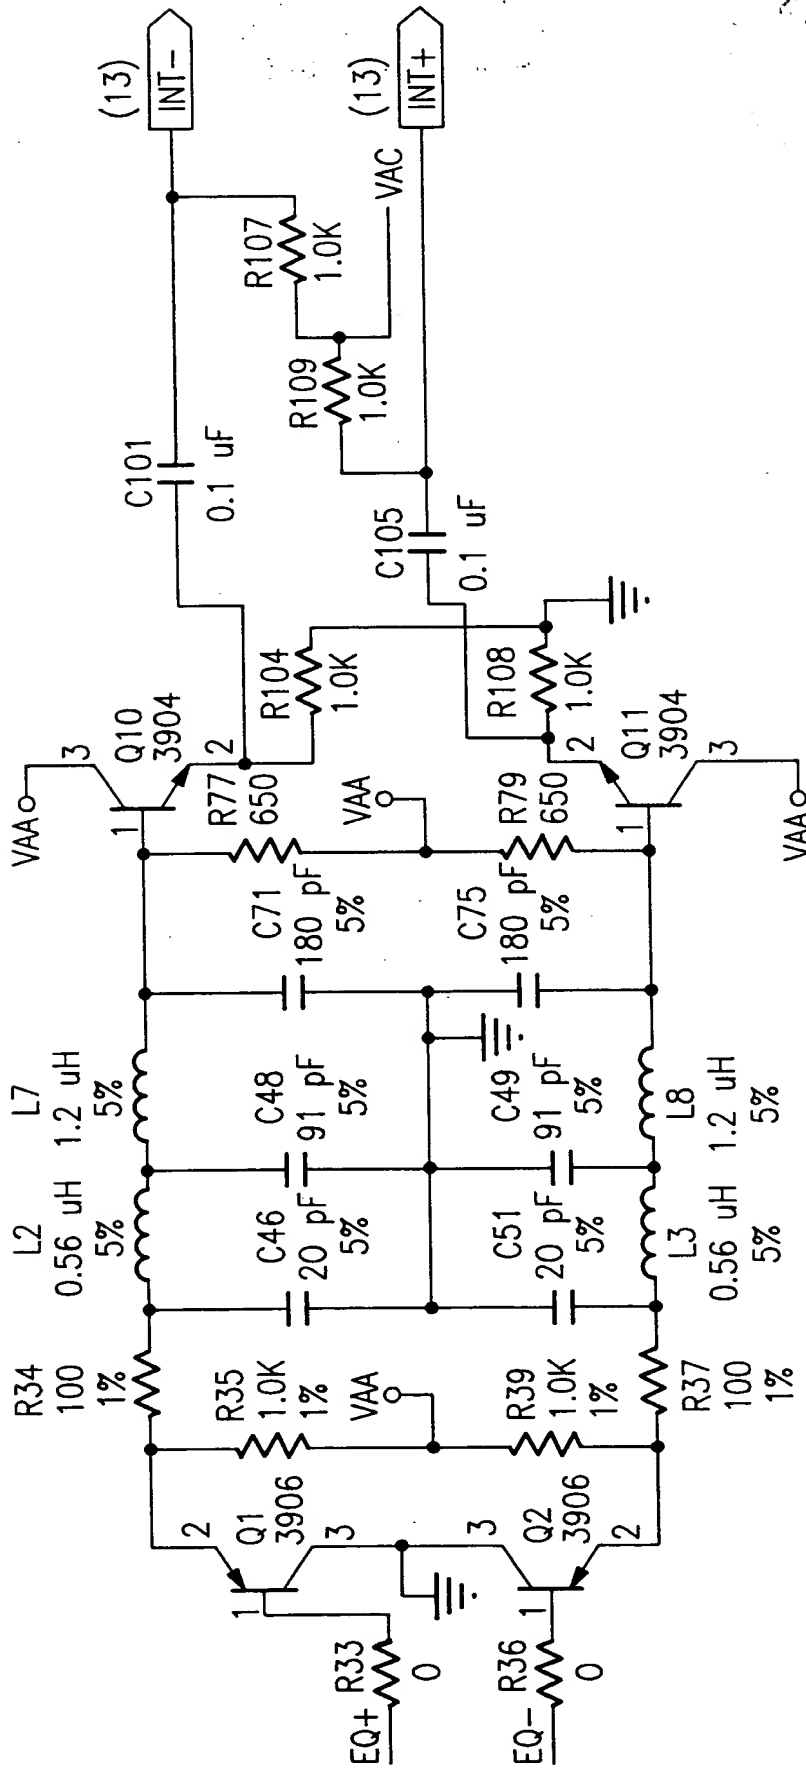 EQ+
R33
0
EQ-
R36
0
1
2
Q1
3906
3
3
Q2
3906
2
1
R35
1.0K
1%
VAA
R39
1.0K
1%
R34
100
1%
R37
100
1%
L2
0.56 uH
5%
C46
20 pF
5%
C51
20 pF
5%
L3
0.56 uH
5%
L7
1.2 uH
5%
C48
91 pF
5%
C49
91 pF
5%
L8
1.2 uH
5%
C71
180 pF
5%
C75
180 pF
5%
R77
650
VAA
R79
650
VAA
3
Q10
3904
2
1
1
2
Q11
3904
3
VAA
R104
1.0K
R108
1.0K
C101
0.1 uF
C105
0.1 uF
R109
1.0K
R107
1.0K
VAC
(13)
INT-
(13)
INT+